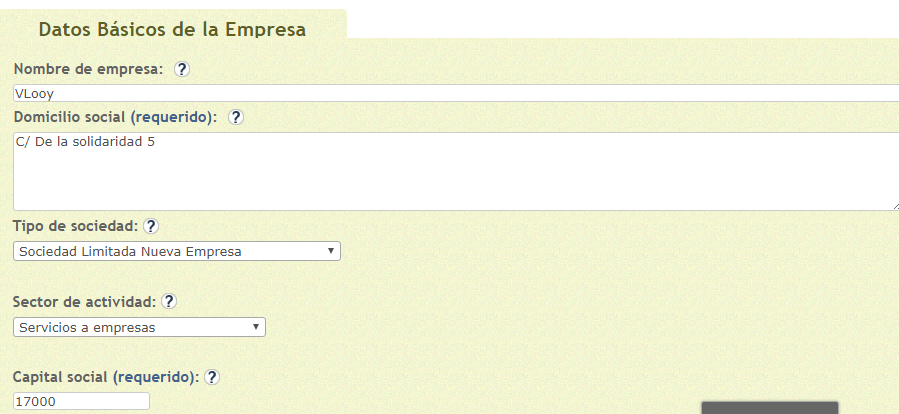 Datos Básicos de la Empresa
Nombre de empresa: ?
VLooy
Domicilio social (requerido): ?
C/ De la solidaridad 5
Tipo de sociedad: ?
Sociedad Limitada Nueva Empresa
Sector de actividad: ?
Servicios a empresas
Capital social (requerido): ?
17000